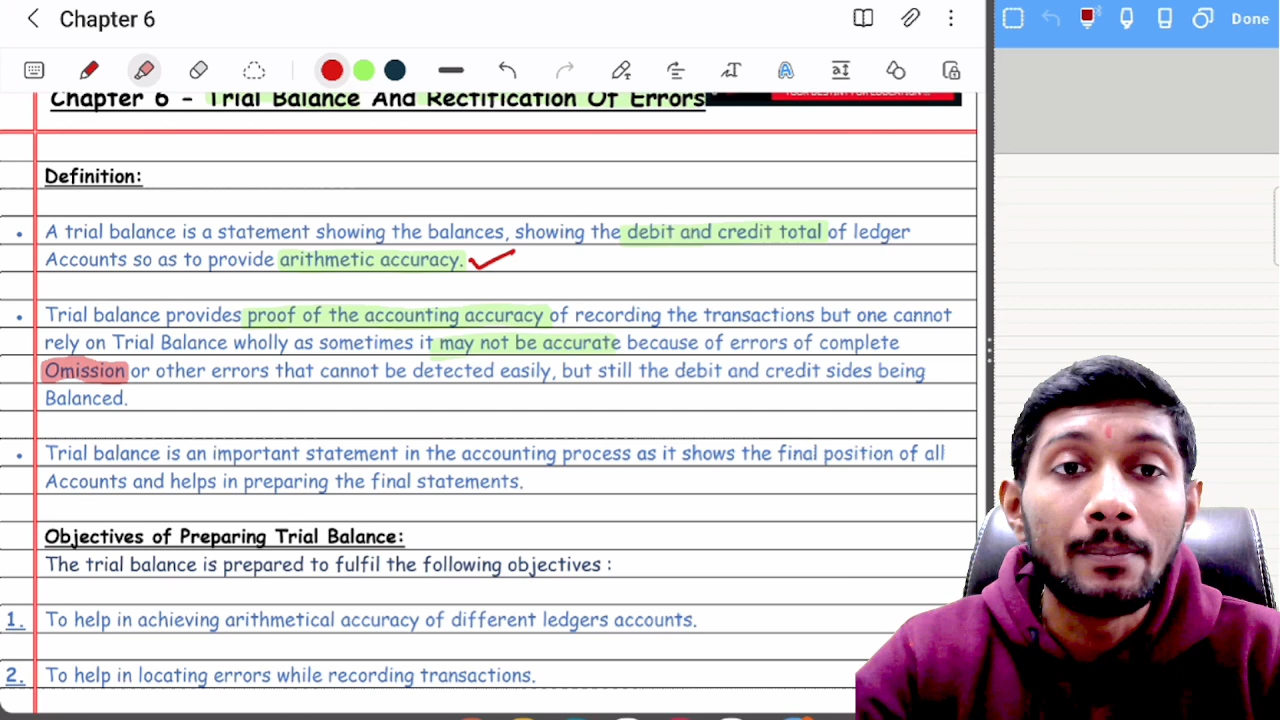 Chapter 6
Done
Chapter 6 - Trial Balance And Rectification Of Errors
YOUR DESTINY FOR EDUCATION
Definition:
• A trial balance is a statement showing the balances, showing the debit and credit total of ledger
Accounts so as to provide arithmetic accuracy.
• Trial balance provides proof of the accounting accuracy of recording the transactions but one cannot
rely on Trial Balance wholly as sometimes it may not be accurate because of errors of complete
Omission or other errors that cannot be detected easily, but still the debit and credit sides being
Balanced.
• Trial balance is an important statement in the accounting process as it shows the final position of all
Accounts and helps in preparing the final statements.
Objectives of Preparing Trial Balance:
The trial balance is prepared to fulfil the following objectives :
1. To help in achieving arithmetical accuracy of different ledgers accounts.
2. To help in locating errors while recording transactions.